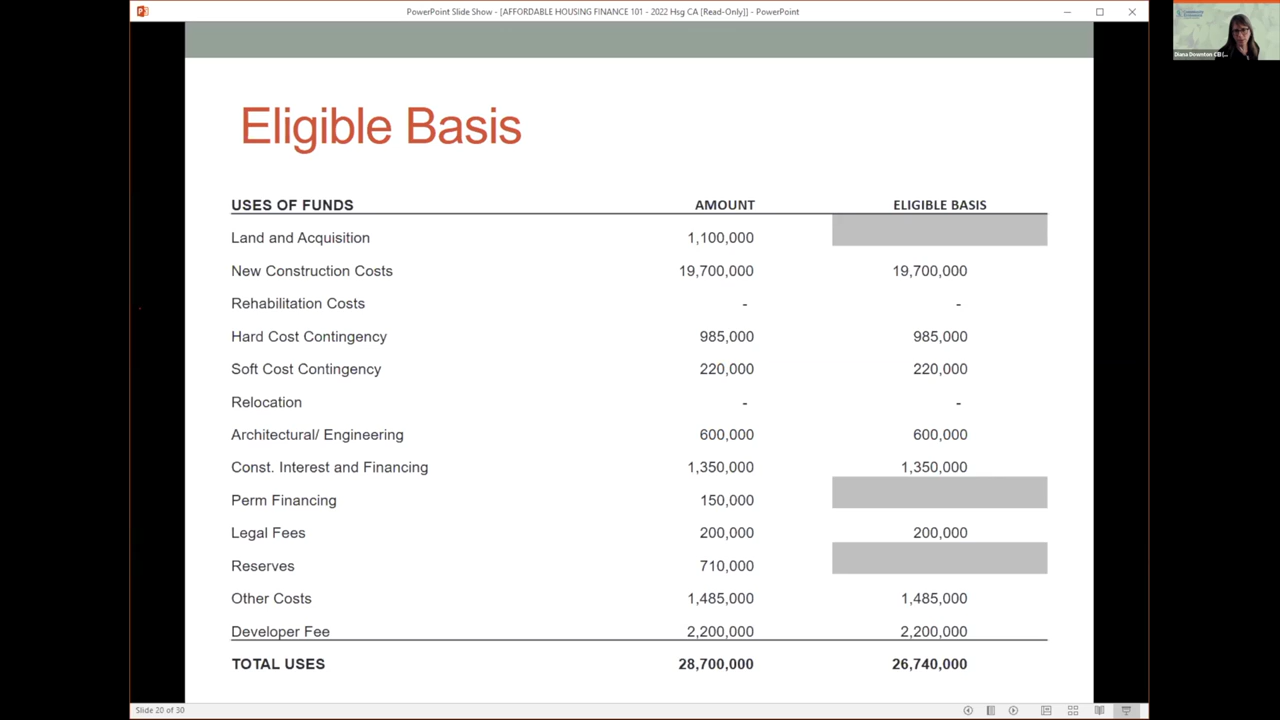 PowerPoint Slide Show - [AFFORDABLE HOUSING FINANCE 101 - 2022 Hsg CA [Read-Only]] - PowerPoint
Diana Downton CEI (...
Eligible Basis
USES OF FUNDS AMOUNT ELIGIBLE BASIS
Land and Acquisition 1,100,000
New Construction Costs 19,700,000 19,700,000
Rehabilitation Costs - -
Hard Cost Contingency 985,000 985,000
Soft Cost Contingency 220,000 220,000
Relocation - -
Architectural/ Engineering 600,000 600,000
Const. Interest and Financing 1,350,000 1,350,000
Perm Financing 150,000
Legal Fees 200,000 200,000
Reserves 710,000
Other Costs 1,485,000 1,485,000
Developer Fee 2,200,000 2,200,000
TOTAL USES 28,700,000 26,740,000
Slide 20 of 30